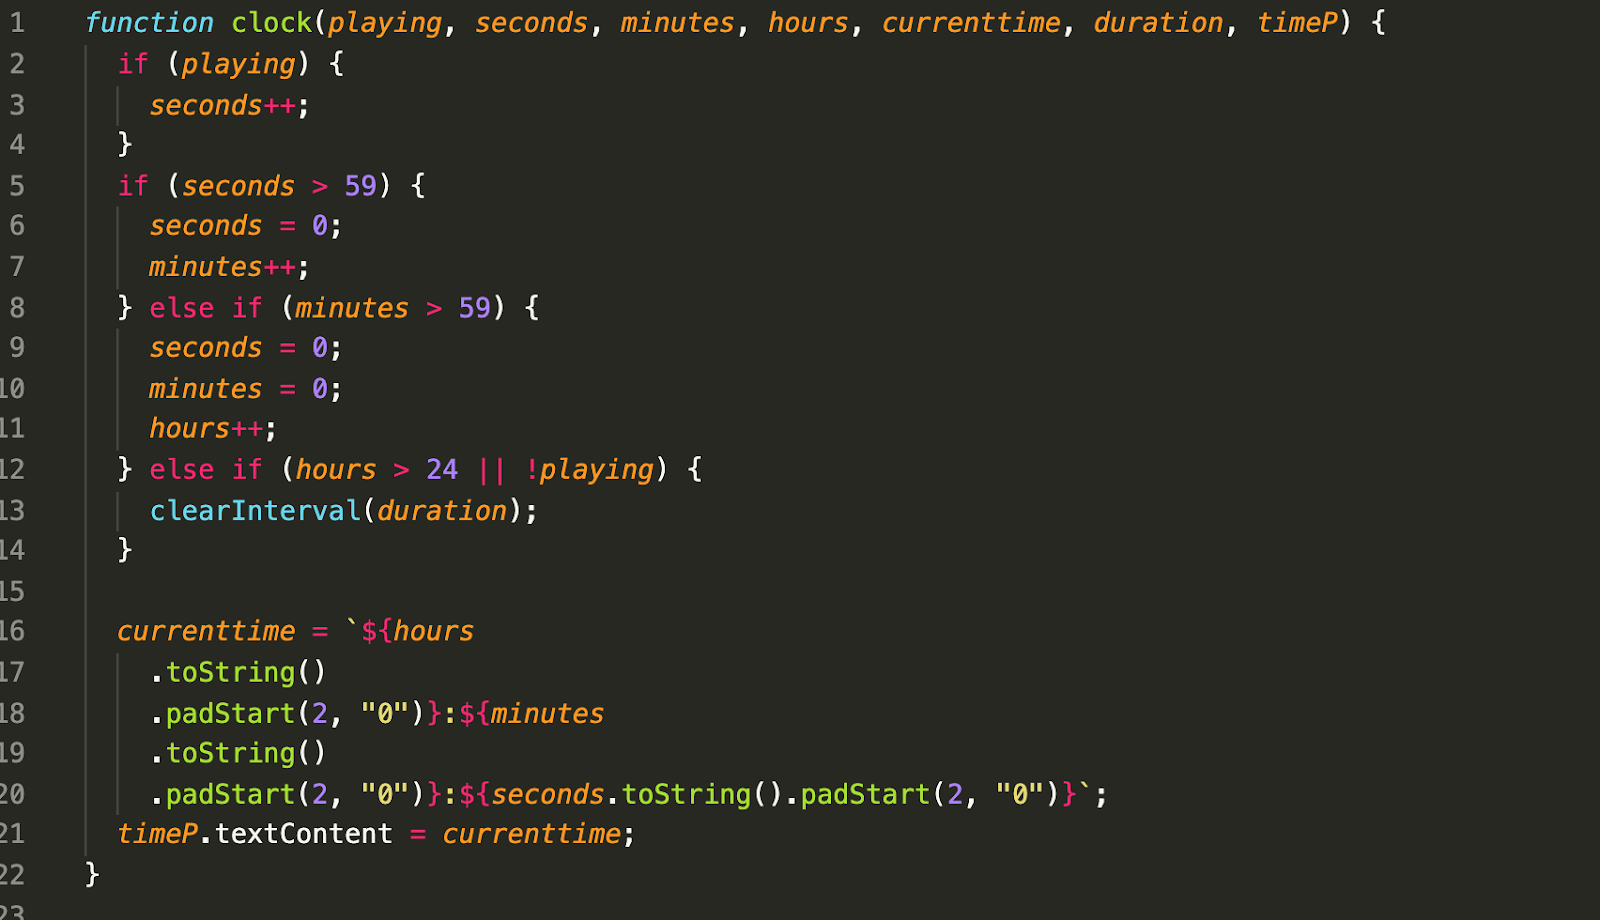 1 function clock(playing, seconds, minutes, hours, currenttime, duration, timeP) {
2 if (playing) {
3 seconds++;
4 }
5 if (seconds > 59) {
6 seconds = 0;
7 minutes++;
8 } else if (minutes > 59) {
9 seconds = 0;
10 minutes = 0;
11 hours++;
12 } else if (hours > 24 || !playing) {
13 clearInterval(duration);
14 }
15
16 currenttime = `${hours
17 .toString()
18 .padStart(2, "0")}:${minutes
19 .toString()
20 .padStart(2, "0")}:${seconds.toString().padStart(2, "0")}`;
21 timeP.textContent = currenttime;
22 }
23